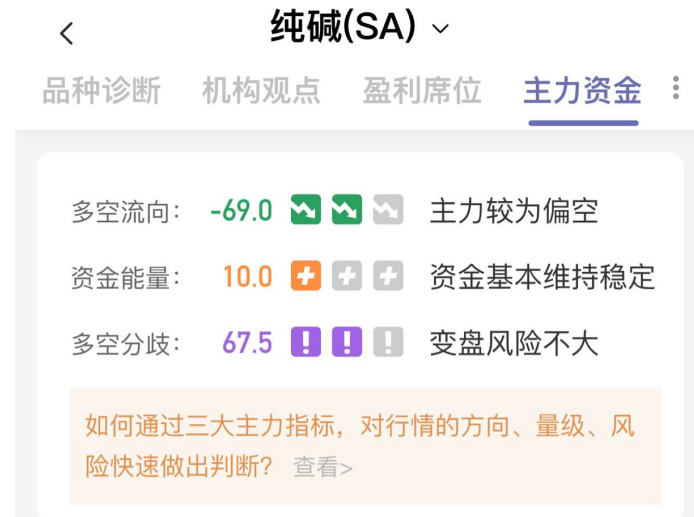 纯碱(SA)
品种诊断 机构观点 盈利席位 主力资金
多空流向： -69.0 主力较为偏空
资金能量： 10.0 资金基本维持稳定
多空分歧： 67.5 变盘风险不大
如何通过三大主力指标，对行情的方向、量级、风
险快速做出判断？ 查看>